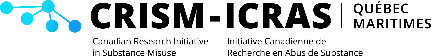 CRISM-ICRAS
QUÉBEC
MARITIMES
Canadian Research Initiative
in Substance Misuse
Initiative Canadienne de
Recherche en Abus de Substance